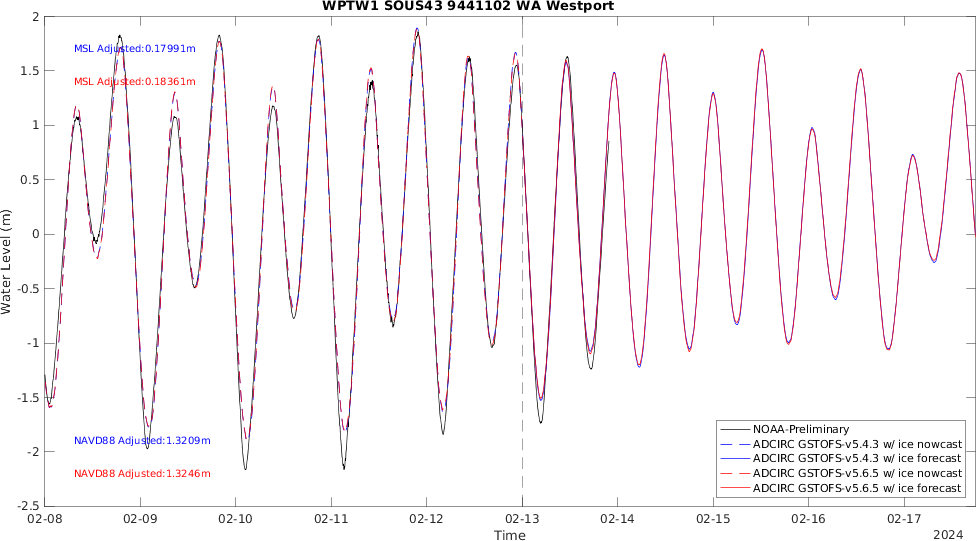 WPTW1 SOUS43 9441102 WA Westport
2
1.5
1
0.5
0
-0.5
-1
-1.5
-2
-2.5
Water Level (m)
MSL Adjusted:0.17991m
MSL Adjusted:0.18361m
NAVD88 Adjusted:1.3209m
NAVD88 Adjusted:1.3246m
NOAA-Preliminary
ADCIRC GSTOFS-v5.4.3 w/ ice nowcast
ADCIRC GSTOFS-v5.4.3 w/ ice forecast
ADCIRC GSTOFS-v5.6.5 w/ ice nowcast
ADCIRC GSTOFS-v5.6.5 w/ ice forecast
02-08 02-09 02-10 02-11 02-12 02-13 02-14 02-15 02-16 02-17
Time
2024